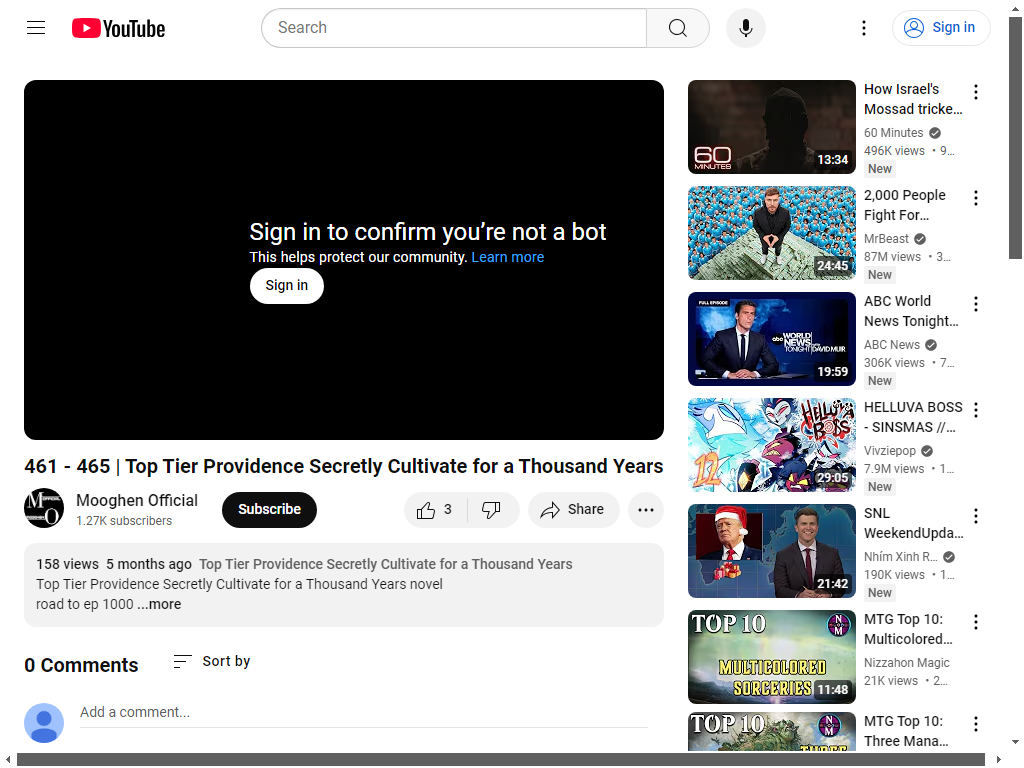 YouTube
Search
Sign in
Sign in to confirm you’re not a bot
This helps protect our community. Learn more
Sign in
461 - 465 | Top Tier Providence Secretly Cultivate for a Thousand Years
Mooghen Official
1.27K subscribers
Subscribe
3
Share
158 views 5 months ago Top Tier Providence Secretly Cultivate for a Thousand Years
Top Tier Providence Secretly Cultivate for a Thousand Years novel
road to ep 1000 ...more
0 Comments
Sort by
Add a comment...
60
MINUTES
13:34
How Israel's
Mossad tricke...
60 Minutes
496K views • 9...
New
24:45
2,000 People
Fight For...
MrBeast
87M views • 3...
New
FULL EPISODE
abc WORLD
NEWS
TONIGHT DAVID MUIR
19:59
ABC World
News Tonight...
ABC News
306K views • 7...
New
HELLUVA
BOSS
12
29:05
HELLUVA BOSS
- SINSMAS //...
Vivziepop
7.9M views • 1...
New
21:42
SNL
WeekendUpda...
Nhím Xinh R...
190K views • 1...
New
TOP 10
N
M
MULTICOLORED
SORCERIES
11:48
MTG Top 10:
Multicolored...
Nizzahon Magic
21K views • 2...
TOP 10
N
M
MTG Top 10:
Three Mana...